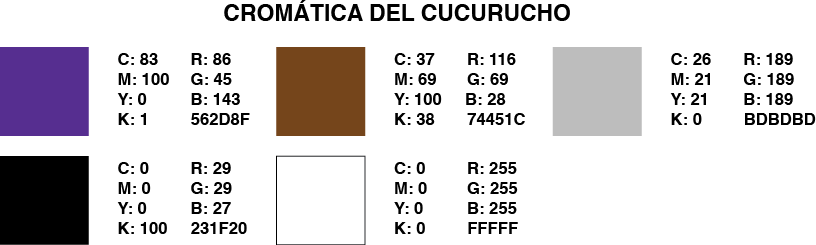 CROMÁTICA DEL CUCURUCHO
C: 83 R: 86
M: 100 G: 45
Y: 0 B: 143
K: 1 562D8F
C: 37 R: 116
M: 69 G: 69
Y: 100 B: 28
K: 38 74451C
C: 26 R: 189
M: 21 G: 189
Y: 21 B: 189
K: 0 BDBDBD
C: 0 R: 29
M: 0 G: 29
Y: 0 B: 27
K: 100 231F20
C: 0 R: 255
M: 0 G: 255
Y: 0 B: 255
K: 0 FFFFF